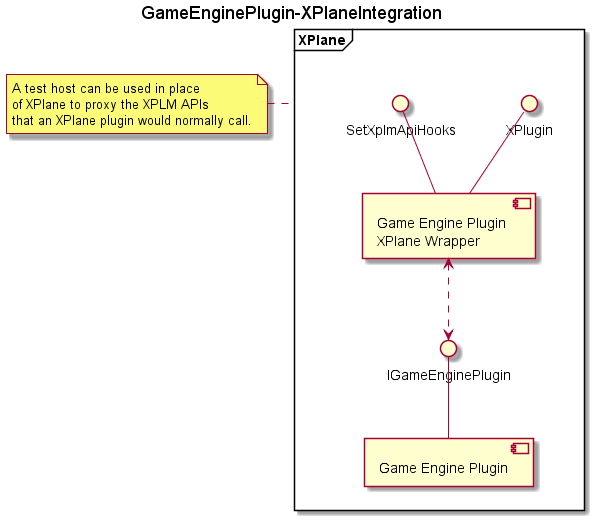 GameEnginePlugin-XPlaneIntegration
XPlane
A test host can be used in place
of XPlane to proxy the XPLM APIs
that an XPlane plugin would normally call.
SetXplmApiHooks
XPlugin
Game Engine Plugin
XPlane Wrapper
IGameEnginePlugin
Game Engine Plugin